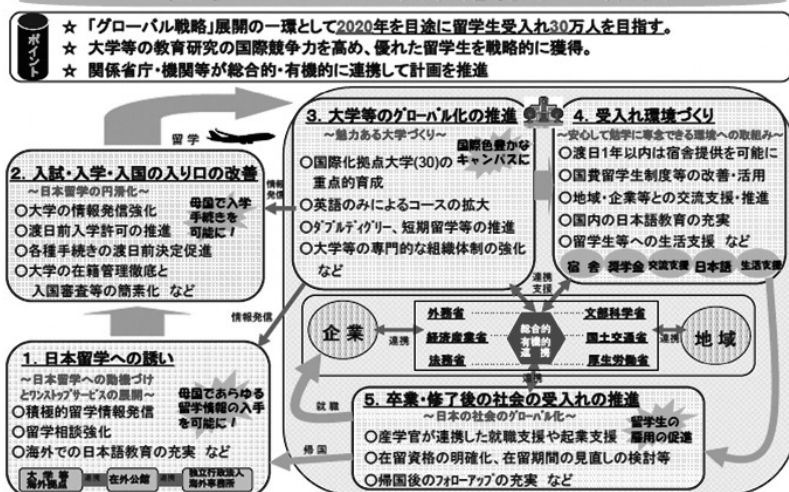 ポイント
☆ 「グローバル戦略」展開の一環として2020年を目途に留学生受入れ30万人を目指す。
☆ 大学等の教育研究の国際競争力を高め、優れた留学生を戦略的に獲得。
☆ 関係省庁・機関等が総合的・有機的に連携して計画を推進
留学
2. 入試・入学・入国の入り口の改善
～日本留学の円滑化～
○大学の情報発信強化
○渡日前入学許可の推進
○各種手続きの渡日前決定促進
○大学の在籍管理徹底と
入国審査等の簡素化 など
母国で入学
手続きを
可能に!
情報
発信
3. 大学等のグローバル化の推進
～魅力ある大学づくり～
○国際化拠点大学(30)の
重点的育成
○英語のみによるコースの拡大
○ダブルディグリー、短期留学等の推進
○大学等の専門的な組織体制の強化
など
国際色豊かな
キャンパスに
4. 受入れ環境づくり
～安心して勉学に専念できる環境への取組み～
○渡日1年以内は宿舎提供を可能に
○国費留学生制度等の改善・活用
○地域・企業等との交流支援・推進
○国内の日本語教育の充実
○留学生等への生活支援 など
宿舎 奨学金 交流支援 日本語 生活支援
情報発信
連携
支援
企業
連携
外務省 文部科学省
経済産業省 国土交通省
法務省 厚生労働省
総合的
有機的
連携
連携
地域
連携
1. 日本留学への誘い
～日本留学への動機づけ
とワンストップサービスの展開～
○積極的留学情報発信
○留学相談強化
○海外での日本語教育の充実 など
母国であらゆる
留学情報の入手
を可能に!
大学等
海外拠点
連携
在外公館
連携
独立行政法人
海外事務所
就職
帰国
5. 卒業・修了後の社会の受入れの推進
～日本の社会のグローバル化～
○産学官が連携した就職支援や起業支援
○在留資格の明確化、在留期間の見直しの検討等
○帰国後のフォローアップの充実 など
留学生の
雇用の促進